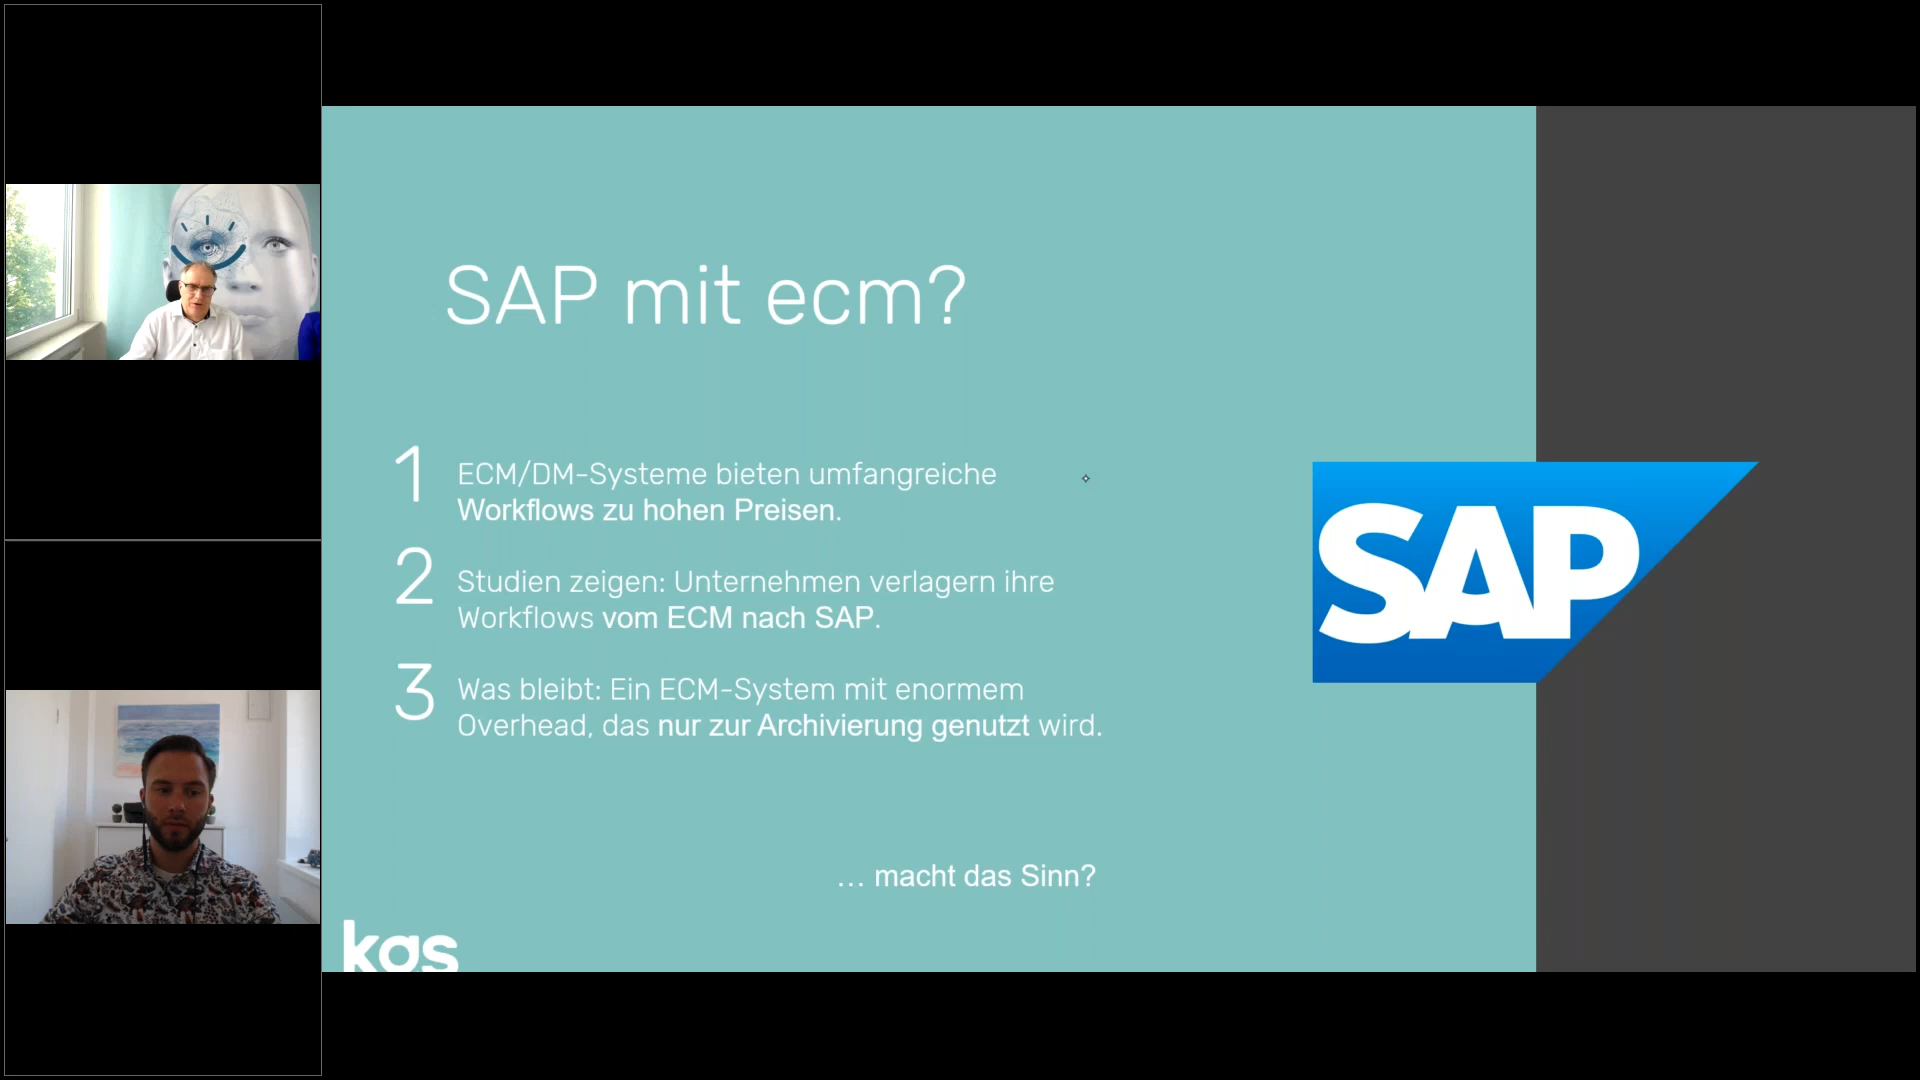 SAP mit ecm?
1
ECM/DM-Systeme bieten umfangreiche
Workflows zu hohen Preisen.
2
Studien zeigen: Unternehmen verlagern ihre
Workflows vom ECM nach SAP.
3
Was bleibt: Ein ECM-System mit enormem
Overhead, das nur zur Archivierung genutzt wird.
SAP
... macht das Sinn?
kgs